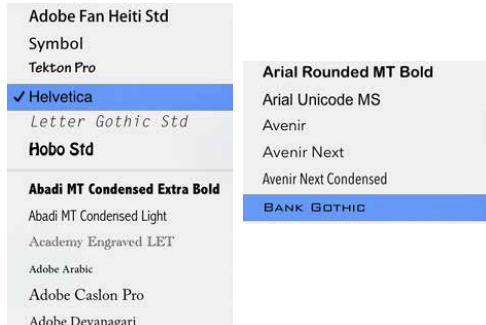 Adobe Fan Heiti Std
Symbol
Tekton Pro
✓ Helvetica
Letter Gothic Std
Hobo Std
Abadi MT Condensed Extra Bold
Abadi MT Condensed Light
Academy Engraved LET
Adobe Arabic
Adobe Caslon Pro
Adobe Devanagari
Arial Rounded MT Bold
Arial Unicode MS
Avenir
Avenir Next
Avenir Next Condensed
Bank Gothic